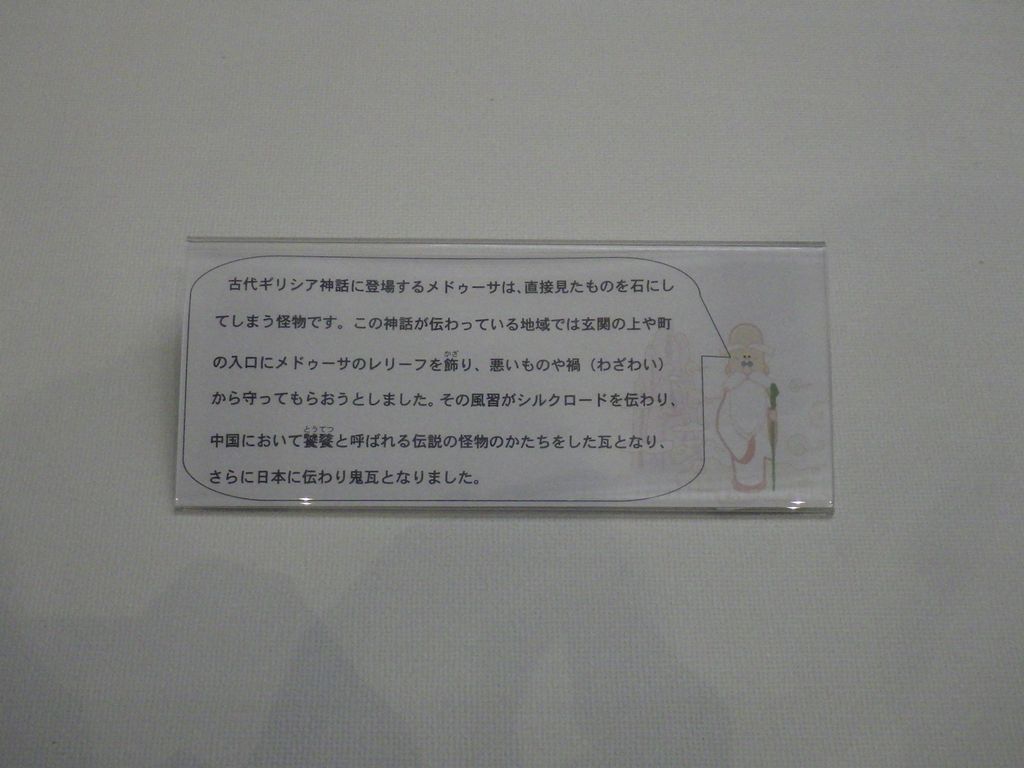 古代ギリシア神話に登場するメドゥーサは、直接見たものを石にし
てしまう怪物です。この神話が伝わっている地域では玄関の上や町
の入口にメドゥーサのレリーフを飾り、悪いものや禍（わざわい）
から守ってもらおうとしました。その風習がシルクロードを伝わり、
中国において饕餮と呼ばれる伝説の怪物のかたちをした瓦となり、
さらに日本に伝わり鬼瓦となりました。